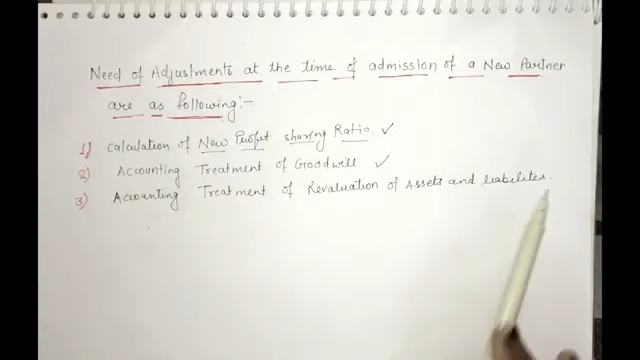 Need of Adjustments at the time of admission of a New Partner
are as following:-
1) Calculation of New Profit sharing Ratio. ✓
2) Accounting Treatment of Goodwill ✓
3) Accounting Treatment of Revaluation of Assets and liabilites.